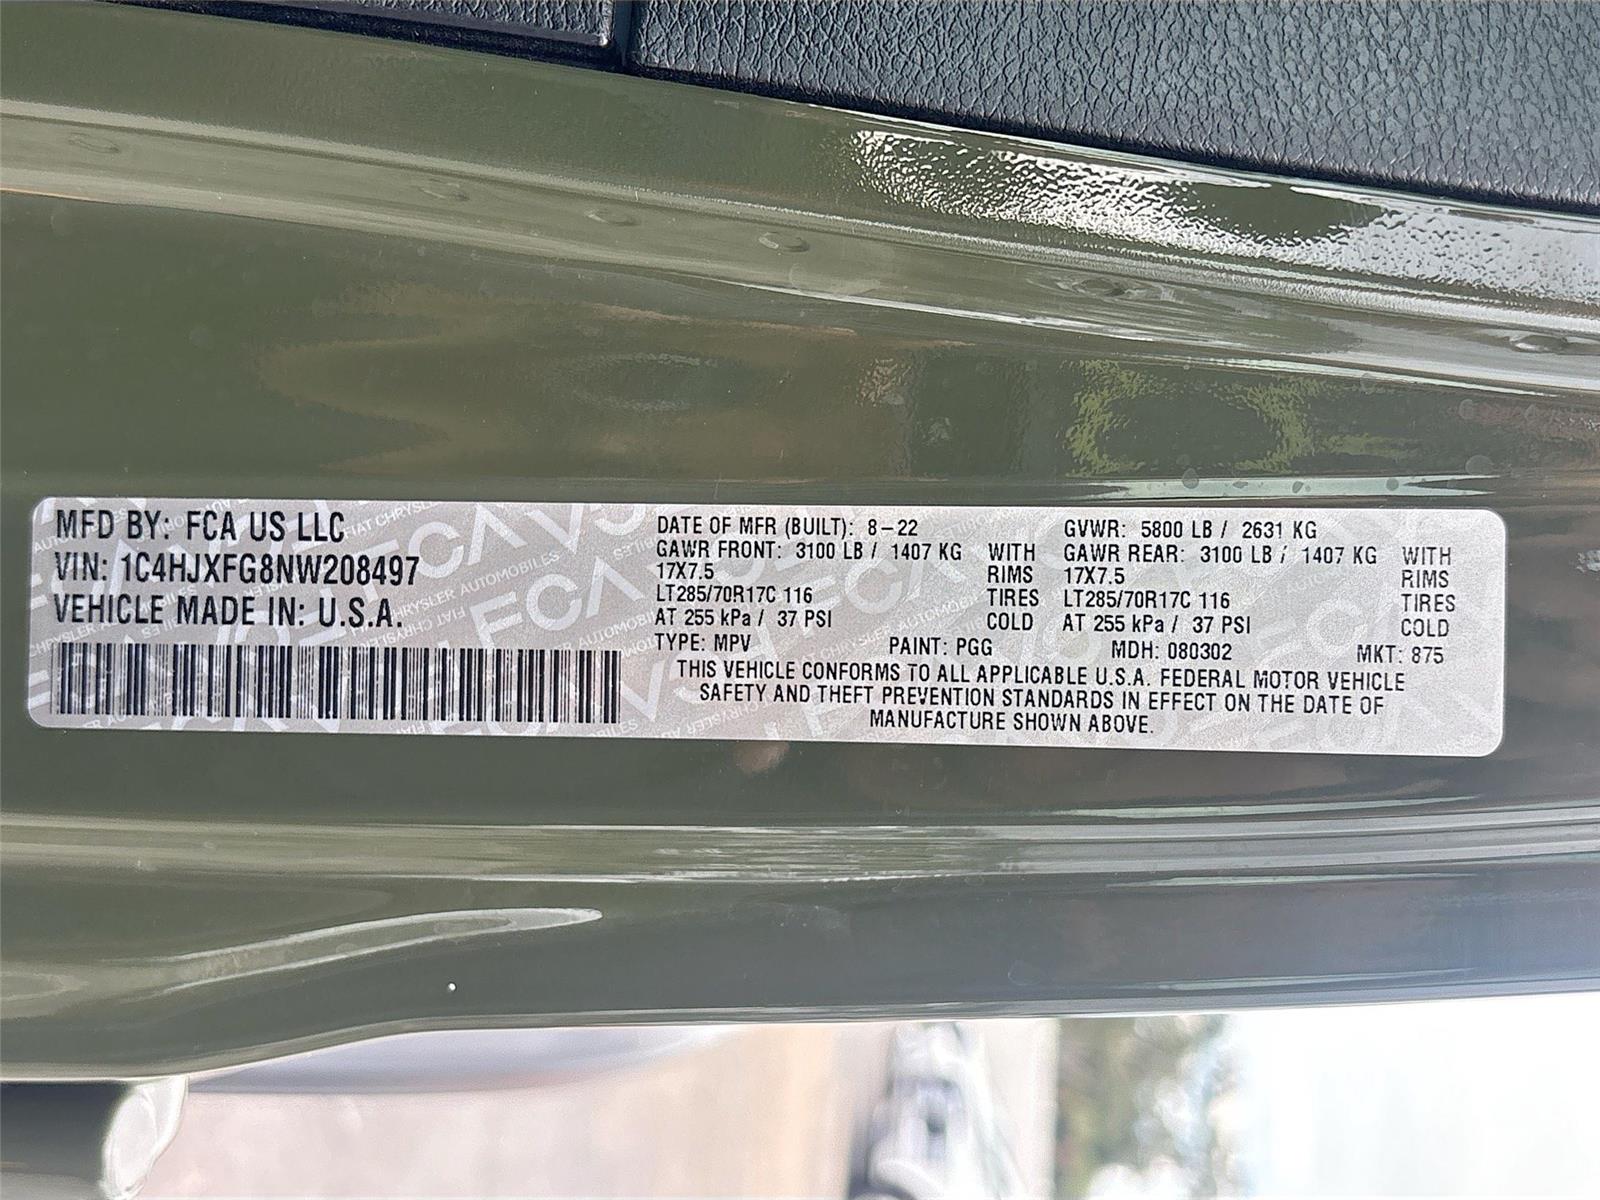 MFD BY: FCA US LLC
VIN: 1C4HJXFG8NW208497
VEHICLE MADE IN: U.S.A.
DATE OF MFR (BUILT): 8-22 GVWR: 5800 LB / 2631 KG
GAWR FRONT: 3100 LB / 1407 KG WITH GAWR REAR: 3100 LB / 1407 KG WITH
17X7.5 RIMS 17X7.5 RIMS
LT285/70R17C 116 TIRES LT285/70R17C 116 TIRES
AT 255 kPa / 37 PSI COLD AT 255 kPa / 37 PSI COLD
TYPE: MPV PAINT: PGG MDH: 080302 MKT: 875
THIS VEHICLE CONFORMS TO ALL APPLICABLE U.S.A. FEDERAL MOTOR VEHICLE
SAFETY AND THEFT PREVENTION STANDARDS IN EFFECT ON THE DATE OF
MANUFACTURE SHOWN ABOVE.